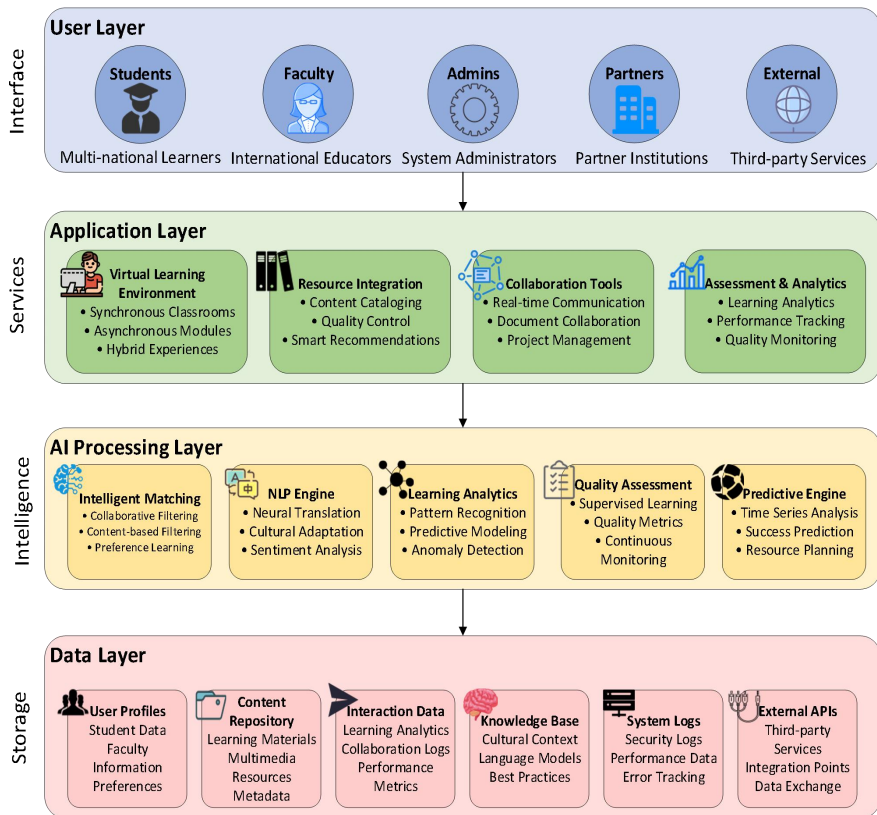 Interface
User Layer
Students
Faculty
Admins
Partners
External
Multi-national Learners
International Educators
System Administrators
Partner Institutions
Third-party Services
Services
Application Layer
Virtual Learning
Environment
• Synchronous Classrooms
• Asynchronous Modules
• Hybrid Experiences
Resource Integration
• Content Cataloging
• Quality Control
• Smart Recommendations
Collaboration Tools
• Real-time Communication
• Document Collaboration
• Project Management
Assessment & Analytics
• Learning Analytics
• Performance Tracking
• Quality Monitoring
Intelligence
AI Processing Layer
Intelligent Matching
• Collaborative Filtering
• Content-based Filtering
• Preference Learning
A
中
NLP Engine
• Neural Translation
• Cultural Adaptation
• Sentiment Analysis
Learning Analytics
• Pattern Recognition
• Predictive Modeling
• Anomaly Detection
Quality Assessment
• Supervised Learning
• Quality Metrics
• Continuous
Monitoring
Predictive Engine
• Time Series Analysis
• Success Prediction
• Resource Planning
Storage
Data Layer
User Profiles
Student Data
Faculty
Information
Preferences
Content
Repository
Learning Materials
Multimedia
Resources
Metadata
Interaction Data
Learning Analytics
Collaboration Logs
Performance
Metrics
Knowledge Base
Cultural Context
Language Models
Best Practices
System Logs
Security Logs
Performance Data
Error Tracking
External APIs
Third-party
Services
Integration Points
Data Exchange